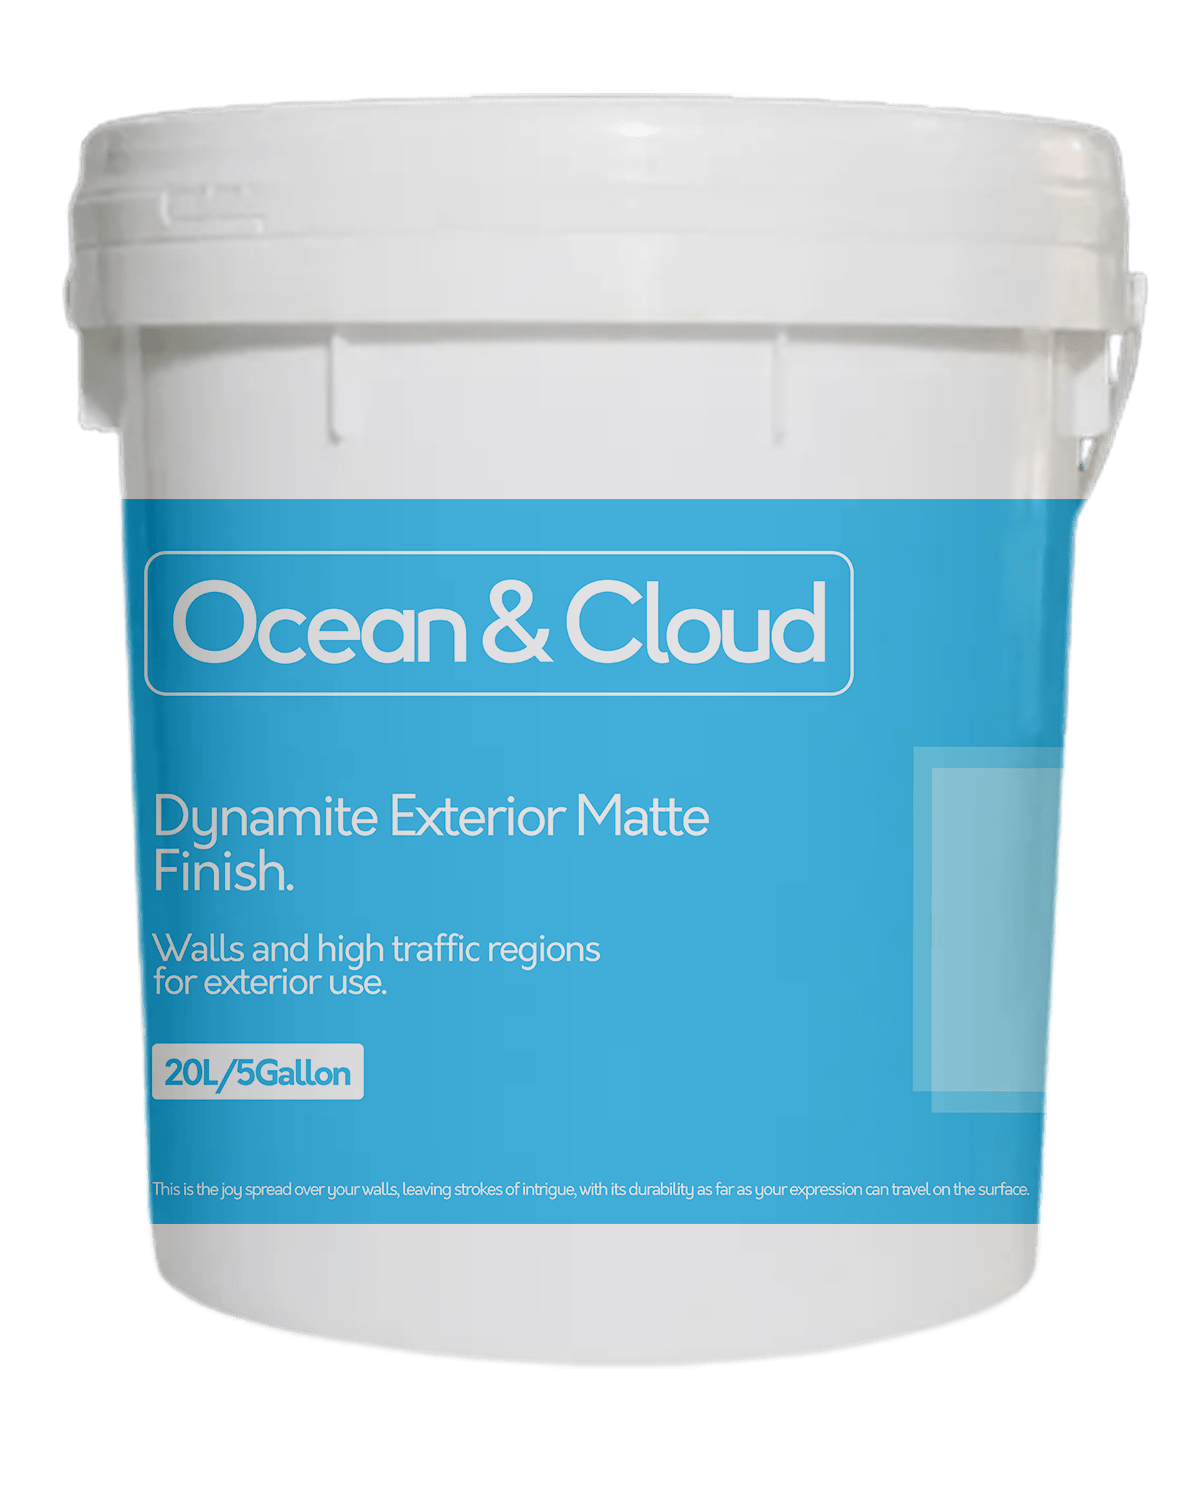 Ocean & Cloud
Dynamite Exterior Matte
Finish.
Walls and high traffic regions
for exterior use.
20L/5Gallon
This is the joy spread over your walls, leaving strokes of intrigue, with its durability as far as your expression can travel on the surface.